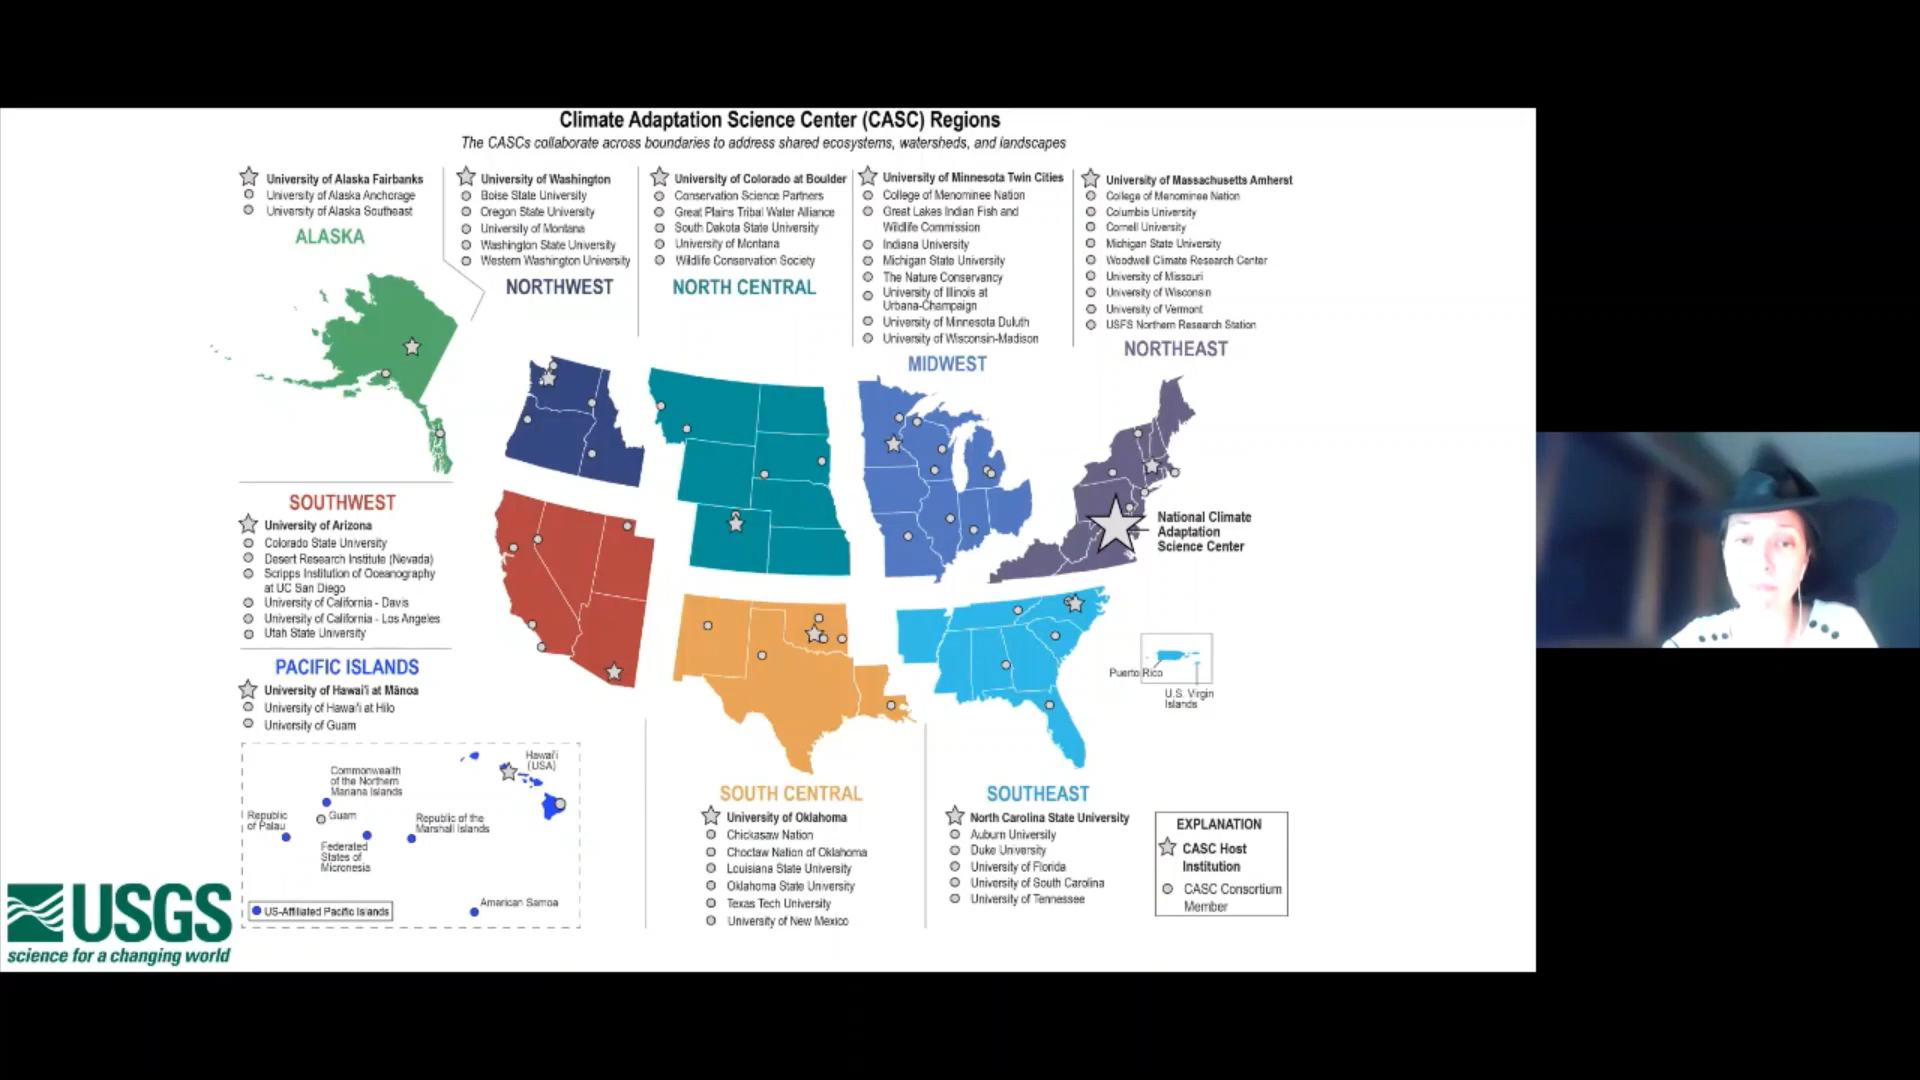 Climate Adaptation Science Center (CASC) Regions
The CASCs collaborate across boundaries to address shared ecosystems, watersheds, and landscapes
University of Alaska Fairbanks
University of Alaska Anchorage
University of Alaska Southeast
ALASKA
University of Washington
Boise State University
Oregon State University
University of Montana
Washington State University
Western Washington University
NORTHWEST
University of Colorado at Boulder
Conservation Science Partners
Great Plains Tribal Water Alliance
South Dakota State University
University of Montana
Wildlife Conservation Society
NORTH CENTRAL
University of Minnesota Twin Cities
College of Menominee Nation
Great Lakes Indian Fish and
Wildlife Commission
Indiana University
Michigan State University
The Nature Conservancy
University of Illinois at
Urbana-Champaign
University of Minnesota Duluth
University of Wisconsin-Madison
MIDWEST
University of Massachusetts Amherst
College of Menominee Nation
Columbia University
Cornell University
Michigan State University
Woodwell Climate Research Center
University of Missouri
University of Wisconsin
University of Vermont
USFS Northern Research Station
NORTHEAST
National Climate
Adaptation
Science Center
SOUTHWEST
University of Arizona
Colorado State University
Desert Research Institute (Nevada)
Scripps Institution of Oceanography
at UC San Diego
University of California - Davis
University of California - Los Angeles
Utah State University
PACIFIC ISLANDS
University of Hawai'i at Mānoa
University of Hawai'i at Hilo
University of Guam
Hawai'i
(USA)
Commonwealth
of the Northern
Mariana Islands
Republic
of Palau
Guam
Republic of the
Marshall Islands
Federated
States of
Micronesia
American Samoa
US-Affiliated Pacific Islands
Puerto Rico
U.S. Virgin
Islands
SOUTH CENTRAL
University of Oklahoma
Chickasaw Nation
Choctaw Nation of Oklahoma
Louisiana State University
Oklahoma State University
Texas Tech University
University of New Mexico
SOUTHEAST
North Carolina State University
Auburn University
Duke University
University of Florida
University of South Carolina
University of Tennessee
EXPLANATION
CASC Host
Institution
CASC Consortium
Member
USGS
science for a changing world